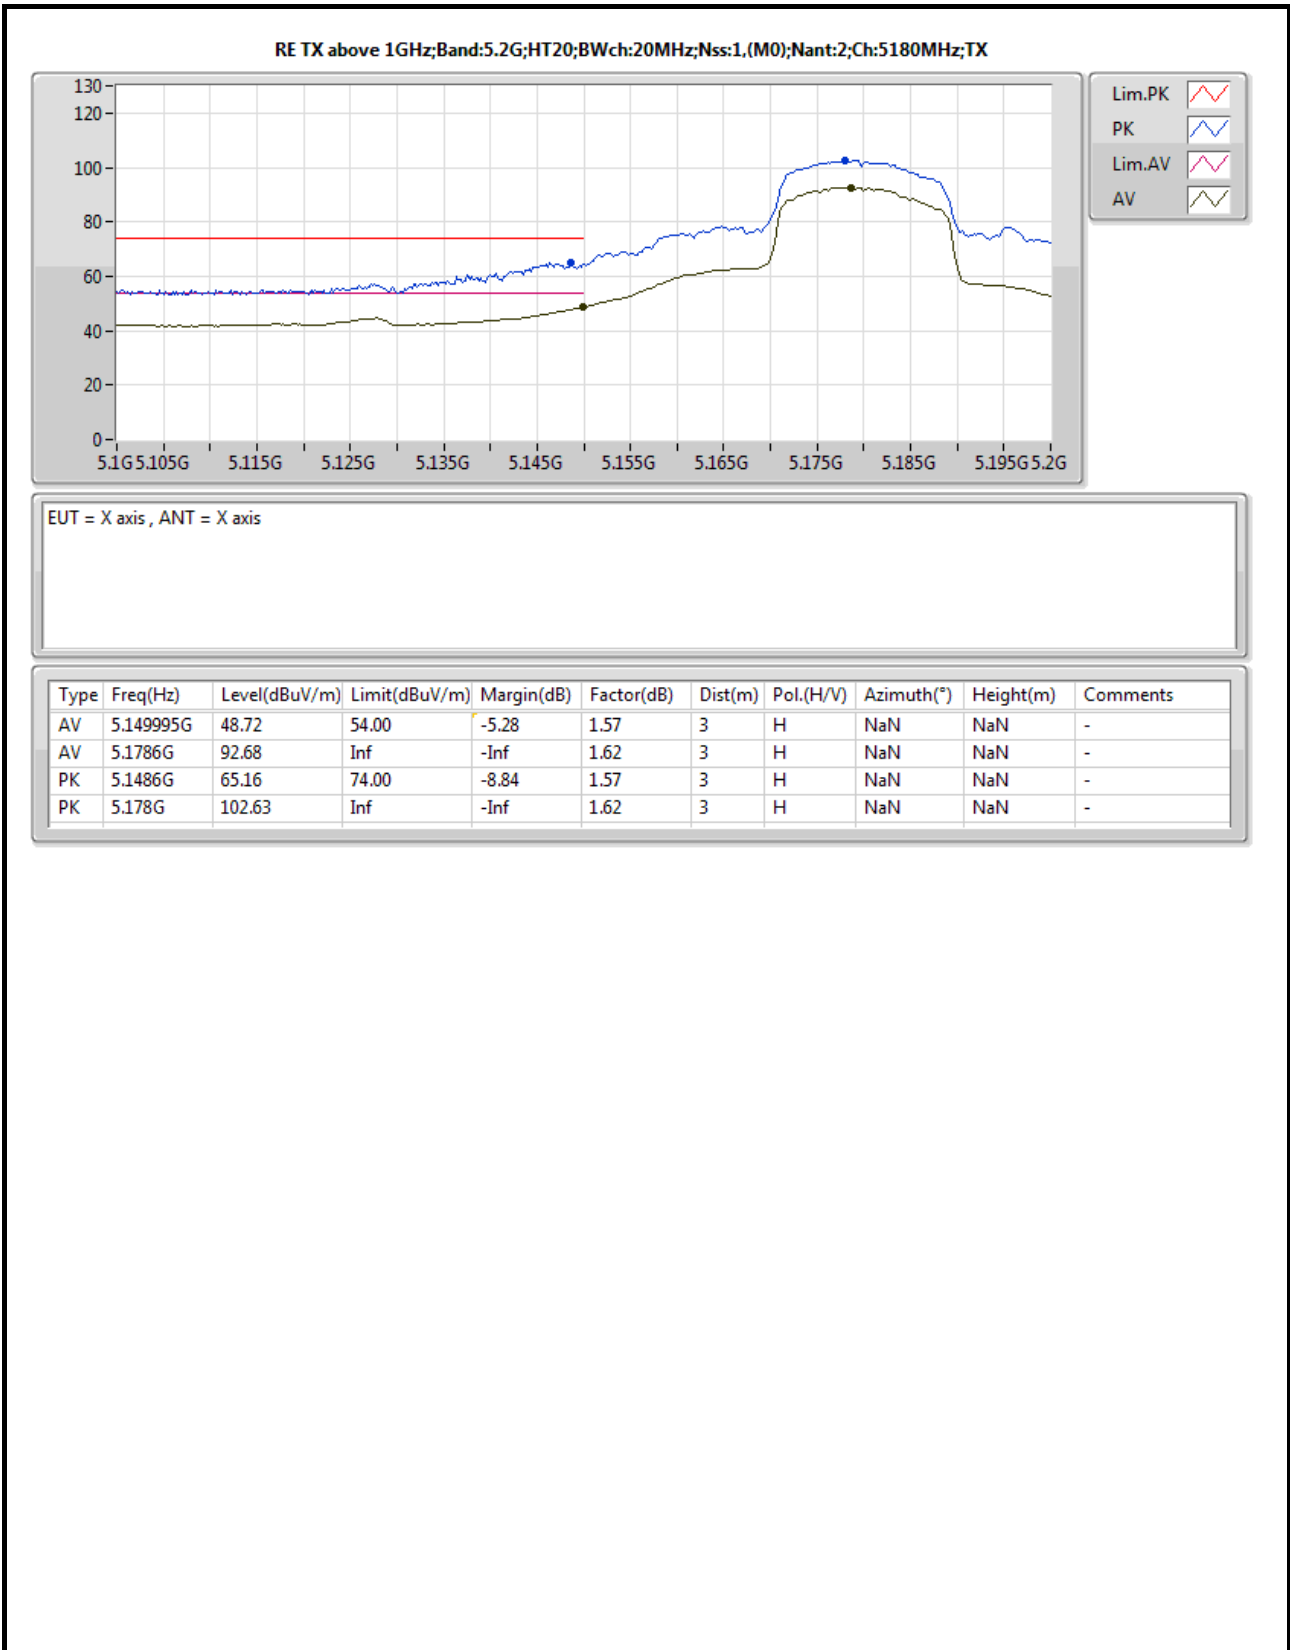 RE TX above 1GHz;Band:5.2G;HT20;BWch:20MHz;Nss:1,(M0);Nant:2;Ch:5180MHz;TX
130
120
100
80
60
40
20
0
5.1G 5.105G 5.115G 5.125G 5.135G 5.145G 5.155G 5.165G 5.175G 5.185G 5.195G 5.2G
Lim.PK
PK
Lim.AV
AV
EUT = X axis , ANT = X axis
Type Freq(Hz) Level(dBuV/m) Limit(dBuV/m) Margin(dB) Factor(dB) Dist(m) Pol.(H/V) Azimuth(°) Height(m) Comments
AV 5.149995G 48.72 54.00 -5.28 1.57 3 H NaN NaN -
AV 5.1786G 92.68 Inf -Inf 1.62 3 H NaN NaN -
PK 5.1486G 65.16 74.00 -8.84 1.57 3 H NaN NaN -
PK 5.178G 102.63 Inf -Inf 1.62 3 H NaN NaN -